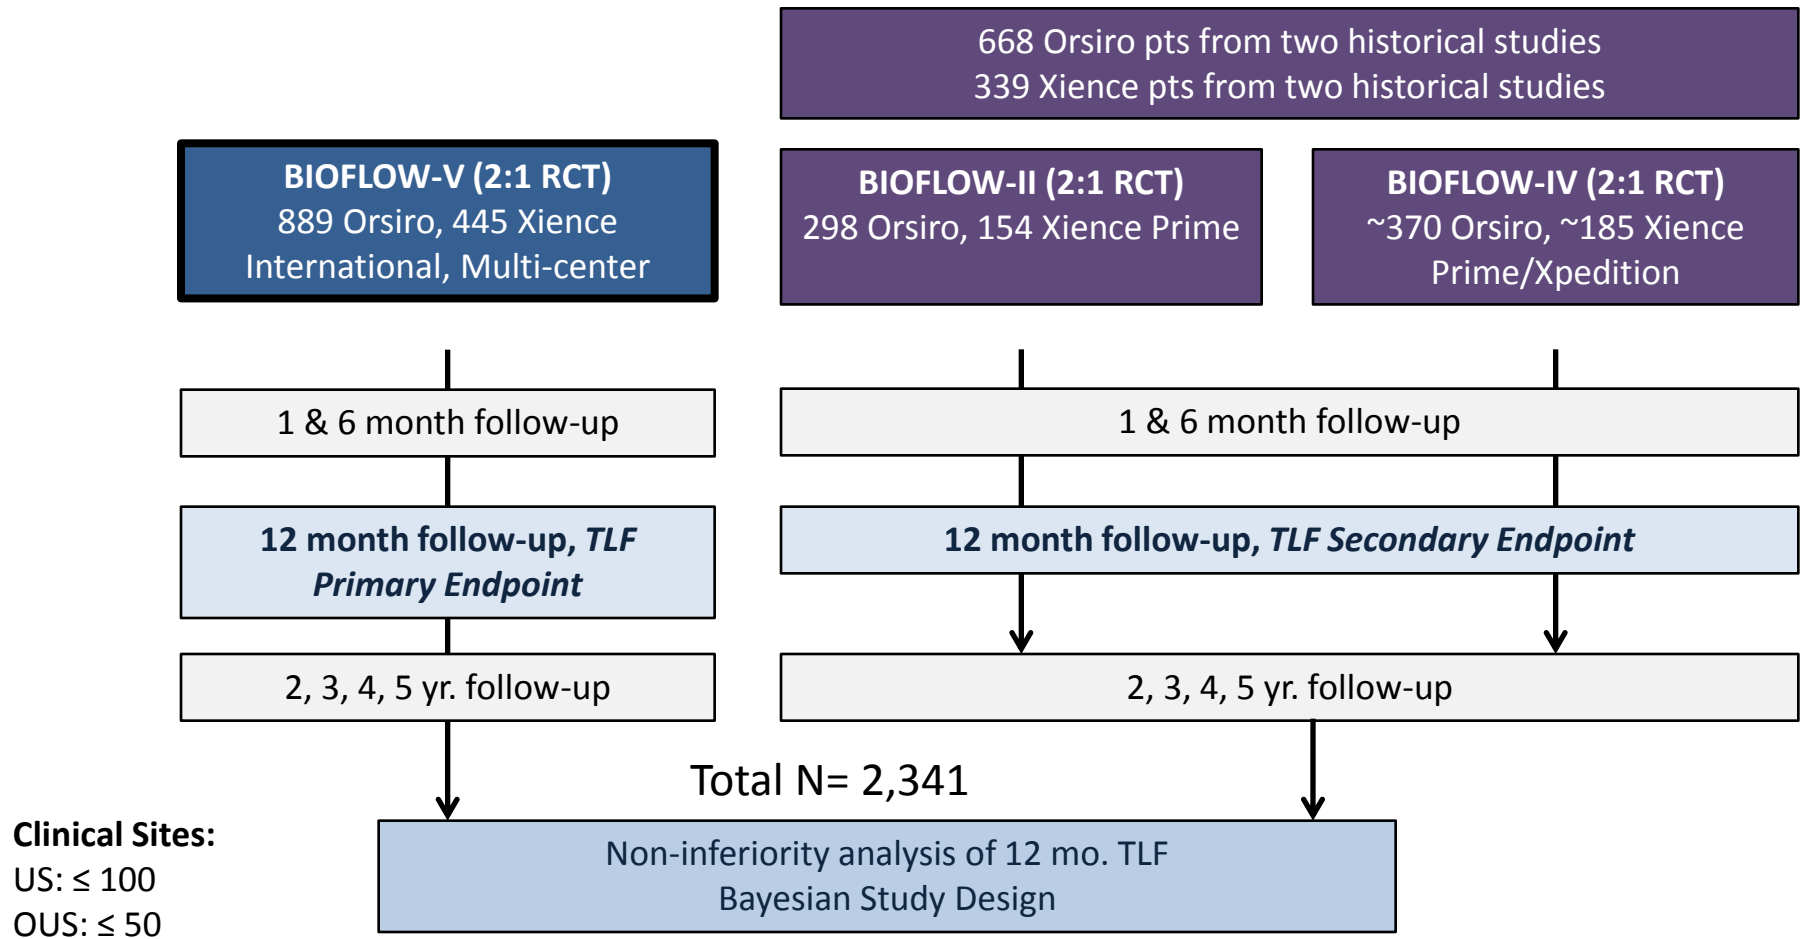 668 Orsiro pts from two historical studies
339 Xience pts from two historical studies
BIOFLOW-V (2:1 RCT)
889 Orsiro, 445 Xience
International, Multi-center
BIOFLOW-II (2:1 RCT)
298 Orsiro, 154 Xience Prime
BIOFLOW-IV (2:1 RCT)
~370 Orsiro, ~185 Xience
Prime/Xpedition
1 & 6 month follow-up
1 & 6 month follow-up
12 month follow-up, TLF
Primary Endpoint
12 month follow-up, TLF Secondary Endpoint
2, 3, 4, 5 yr. follow-up
2, 3, 4, 5 yr. follow-up
Total N= 2,341
Clinical Sites:
US: ≤ 100
OUS: ≤ 50
Non-inferiority analysis of 12 mo. TLF
Bayesian Study Design